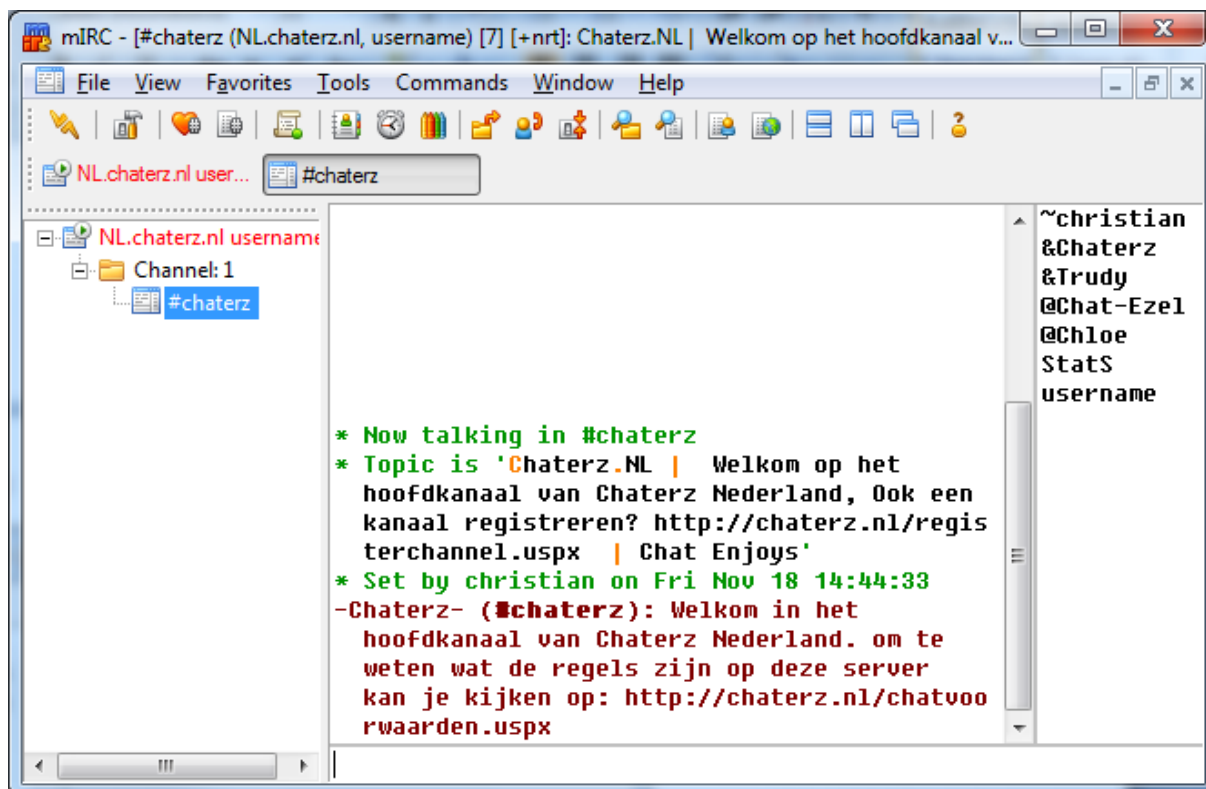 mIRC - [#chaterz (NL.chaterz.nl, username) [7] [+nrt]: Chaterz.NL | Welkom op het hoofdkanaal v...
File View Favorites Tools Commands Window Help
NL.chaterz.nl user... #chaterz
NL.chaterz.nl username
Channel: 1
#chaterz
* Now talking in #chaterz
* Topic is 'Chaterz.NL | Welkom op het
hoofdkanaal van Chaterz Nederland, Ook een
kanaal registreren? http://chaterz.nl/regis
terchannel.uspx | Chat Enjoys'
* Set by christian on Fri Nov 18 14:44:33
-Chaterz- (#chaterz): Welkom in het
hoofdkanaal van Chaterz Nederland. om te
weten wat de regels zijn op deze server
kan je kijken op: http://chaterz.nl/chatvoo
rwaarden.uspx
~christian
&Chaterz
&Trudy
@Chat-Ezel
@Chloe
StatS
username